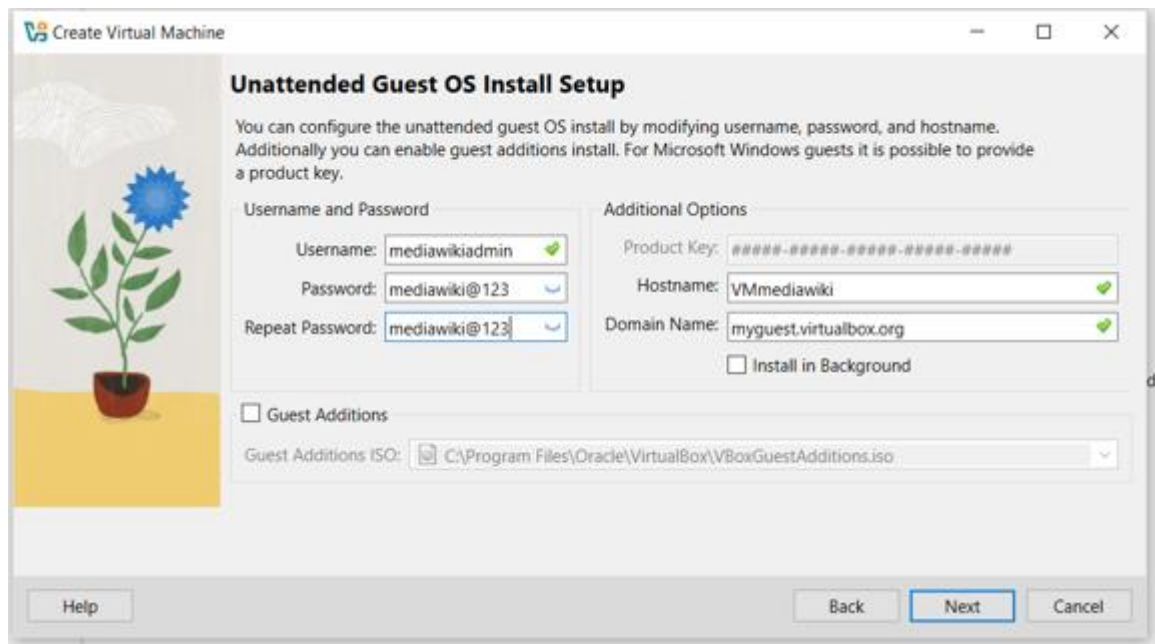 Create Virtual Machine
Unattended Guest OS Install Setup
You can configure the unattended guest OS install by modifying username, password, and hostname.
Additionally you can enable guest additions install. For Microsoft Windows guests it is possible to provide
a product key.
Username and Password
Username: mediawikiadmin
Password: mediawiki@123
Repeat Password: mediawiki@123
Additional Options
Product Key: #####-#####-#####-#####-#####
Hostname: VMmediawiki
Domain Name: myguest.virtualbox.org
Install in Background
Guest Additions
Guest Additions ISO: C:\Program Files\Oracle\VirtualBox\VBoxGuestAdditions.iso
Help
Back
Next
Cancel